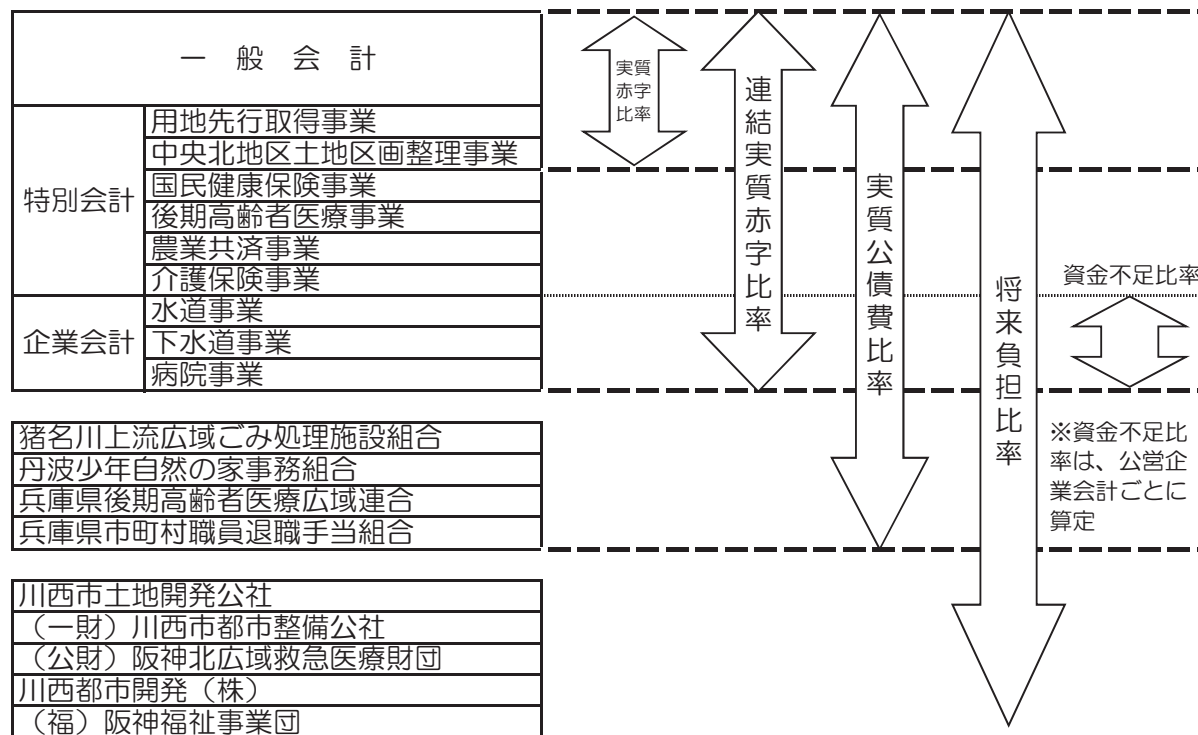 一般会計
特別会計
用地先行取得事業
中央北地区土地区画整理事業
国民健康保険事業
後期高齢者医療事業
農業共済事業
介護保険事業
企業会計
水道事業
下水道事業
病院事業
猪名川上流広域ごみ処理施設組合
丹波少年自然の家事務組合
兵庫県後期高齢者医療広域連合
兵庫県市町村職員退職手当組合
川西市土地開発公社
（一財）川西市都市整備公社
（公財）阪神北広域救急医療財団
川西都市開発（株）
（福）阪神福祉事業団
実質
赤字
比率
連結実質赤字比率
実質公債費比率
将来負担比率
資金不足比率
※資金不足比
率は、公営企
業会計ごとに
算定